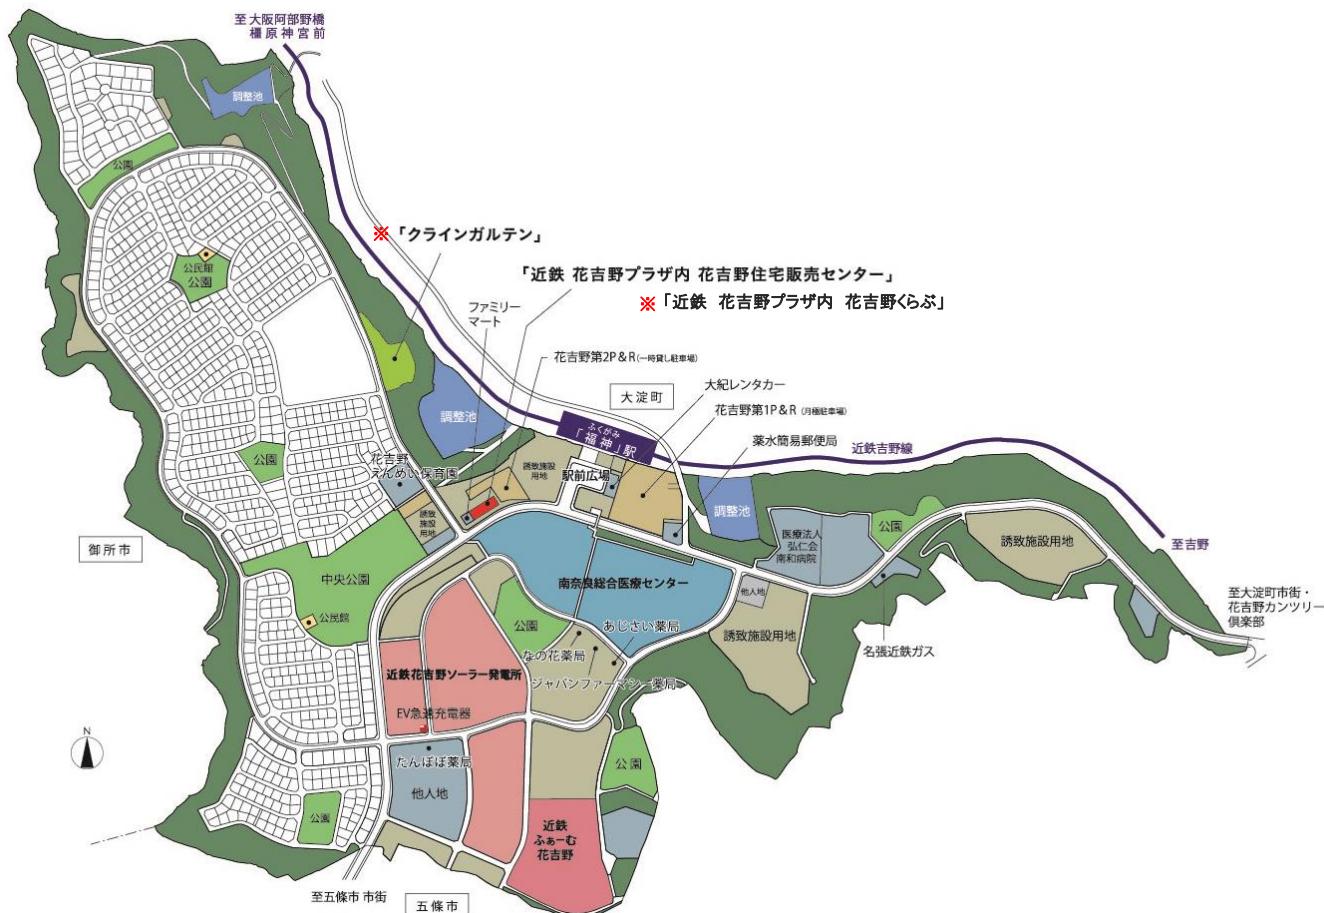 至大阪阿部野橋
橿原神宮前
調整池
公園
※「クラインガルテン」
「近鉄 花吉野プラザ内 花吉野住宅販売センター」
※「近鉄 花吉野プラザ内 花吉野くらぶ」
公民館
公園
ファミリー
マート
花吉野第2P&R(一時貸し駐車場)
大淀町
大紀レンタカー
花吉野第1P&R(月極駐車場)
薬水簡易郵便局
調整池
ふくがみ
「福神」駅
近鉄吉野線
公園
花吉野
えんめい保育園
誘致施設
用地
駅前広場
調整池
誘致
施設
用地
医療法人
弘仁会
南和病院
公園
誘致施設用地
至吉野
御所市
中央公園
公民館
南奈良総合医療センター
他人地
至大淀町市街・
花吉野カンツリー
倶楽部
公園
あじさい薬局
なの花薬局
誘致施設用地
名張近鉄ガス
近鉄花吉野ソーラー発電所
ジャパンファーマシー薬局
EV急速充電器
N
たんぽぽ薬局
他人地
公園
公園
近鉄
ふぁーむ
花吉野
至五條市 市街
五條市